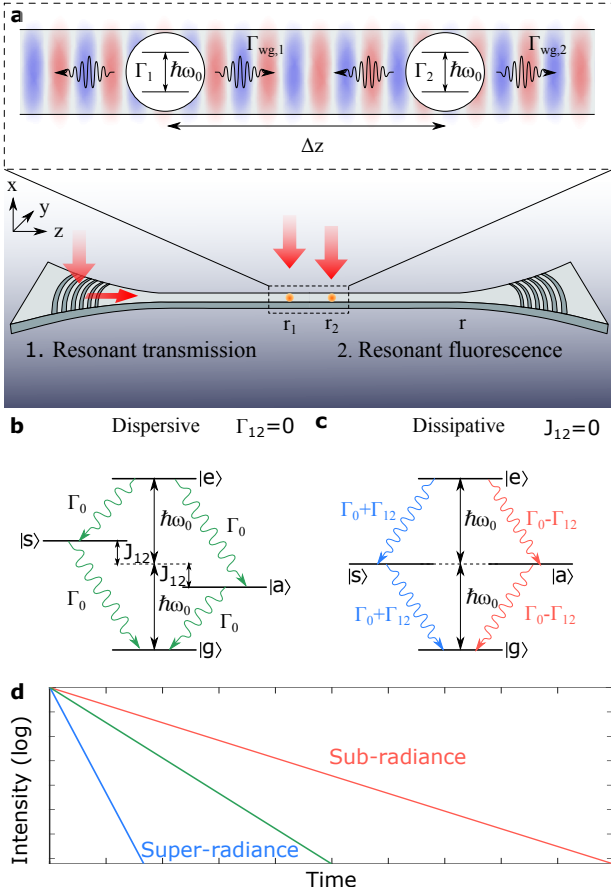 a
Γ₁ ħω₀ Γwg,1 Γ₂ ħω₀ Γwg,2
Δz
x
y
z
r₁ r₂ r
1. Resonant transmission 2. Resonant fluorescence
b Dispersive Γ₁₂=0
|e⟩
Γ₀ ħω₀ Γ₀
|s⟩
J₁₂
J₁₂
|a⟩
Γ₀ ħω₀ Γ₀
|g⟩
c Dissipative J₁₂=0
|e⟩
Γ₀+Γ₁₂ ħω₀ Γ₀-Γ₁₂
|s⟩ |a⟩
Γ₀+Γ₁₂ ħω₀ Γ₀-Γ₁₂
|g⟩
d
Intensity (log)
Sub-radiance
Super-radiance
Time